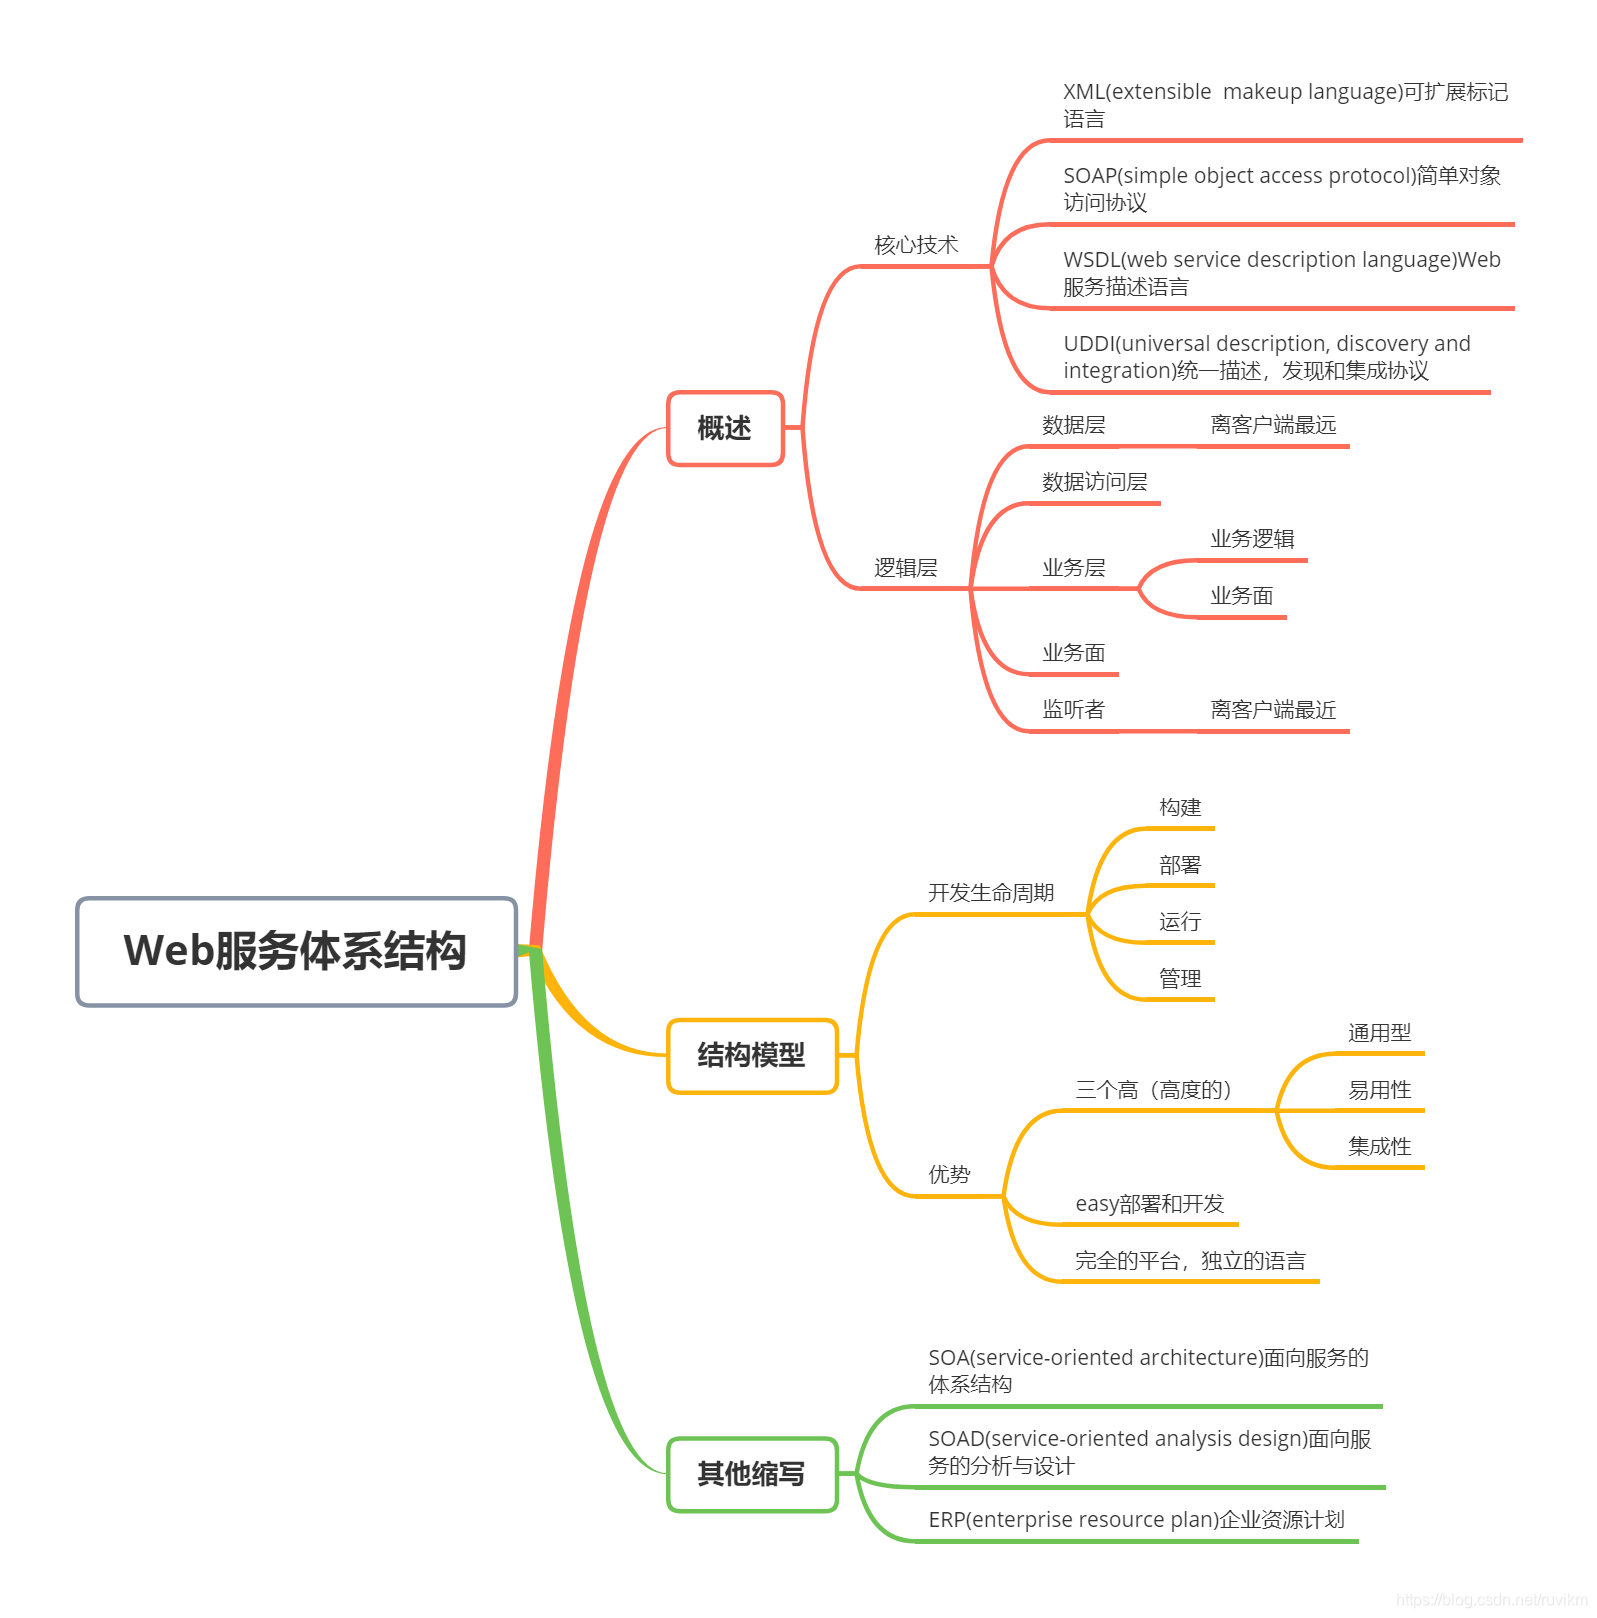 Web服务体系结构
概述
核心技术
XML(extensible  makeup language)可扩展标记
语言
SOAP(simple object access protocol)简单对象
访问协议
WSDL(web service description language)Web
服务描述语言
UDDI(universal description, discovery and
integration)统一描述，发现和集成协议
逻辑层
数据层
离客户端最远
数据访问层
业务层
业务逻辑
业务面
业务面
监听者
离客户端最近
结构模型
开发生命周期
构建
部署
运行
管理
优势
三个高（高度的）
通用型
易用性
集成性
easy部署和开发
完全的平台，独立的语言
其他缩写
SOA(service-oriented architecture)面向服务的
体系结构
SOAD(service-oriented analysis design)面向服
务的分析与设计
ERP(enterprise resource plan)企业资源计划
https://blog.csdn.net/ruvikm